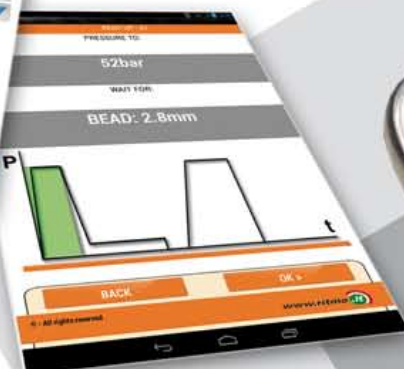 PRESSURE TO:
52bar
WAIT FOR:
BEAD: 2.8mm
P
t
BACK
OK »
www.ritmo.it
All rights reserved